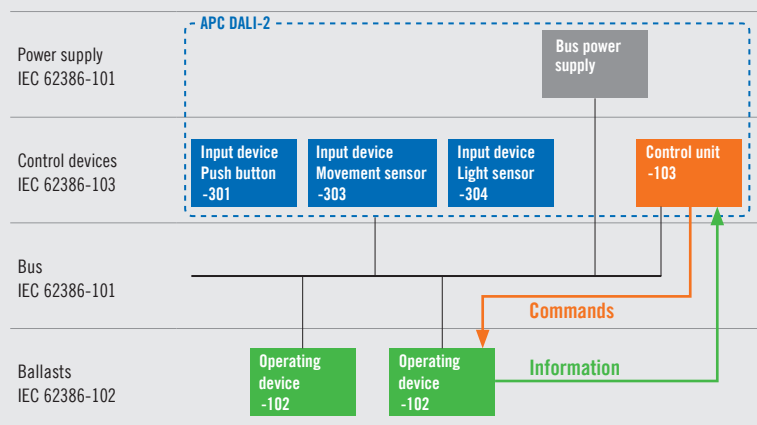 APC DALI-2
Power supply
IEC 62386-101
Bus power
supply
Control devices
IEC 62386-103
Input device
Push button
-301
Input device
Movement sensor
-303
Input device
Light sensor
-304
Control unit
-103
Bus
IEC 62386-101
Commands
Ballasts
IEC 62386-102
Operating
device
-102
Operating
device
-102
Information